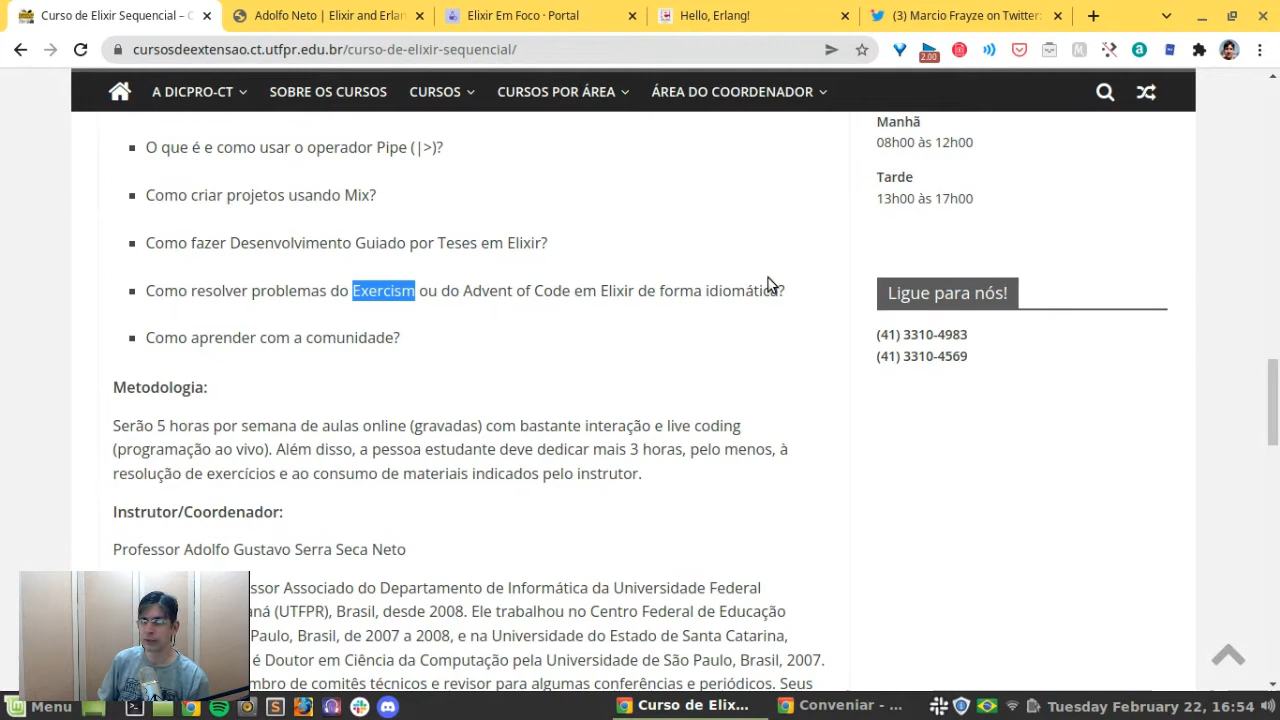 Curso de Elixir Sequencial – C
Adolfo Neto | Elixir and Erlan
Elixir Em Foco · Portal
Hello, Erlang!
(3) Marcio Frayze on Twitter:
cursosdeextensao.ct.utfpr.edu.br/curso-de-elixir-sequencial/
2.00
A DICPRO-CT
SOBRE OS CURSOS
CURSOS
CURSOS POR ÁREA
ÁREA DO COORDENADOR
O que é e como usar o operador Pipe (|>)?
Como criar projetos usando Mix?
Como fazer Desenvolvimento Guiado por Teses em Elixir?
Como resolver problemas do Exercism ou do Advent of Code em Elixir de forma idiomática?
Como aprender com a comunidade?
Metodologia:
Serão 5 horas por semana de aulas online (gravadas) com bastante interação e live coding
(programação ao vivo). Além disso, a pessoa estudante deve dedicar mais 3 horas, pelo menos, à
resolução de exercícios e ao consumo de materiais indicados pelo instrutor.
Instrutor/Coordenador:
Professor Adolfo Gustavo Serra Seca Neto
ssor Associado do Departamento de Informática da Universidade Federal
ná (UTFPR), Brasil, desde 2008. Ele trabalhou no Centro Federal de Educação
Paulo, Brasil, de 2007 a 2008, e na Universidade do Estado de Santa Catarina,
é Doutor em Ciência da Computação pela Universidade de São Paulo, Brasil, 2007.
mbro de comitês técnicos e revisor para algumas conferências e periódicos. Seus
Manhã
08h00 às 12h00
Tarde
13h00 às 17h00
Ligue para nós!
(41) 3310-4983
(41) 3310-4569
Menu
Curso de Elix...
Conveniar - ...
Tuesday February 22, 16:54